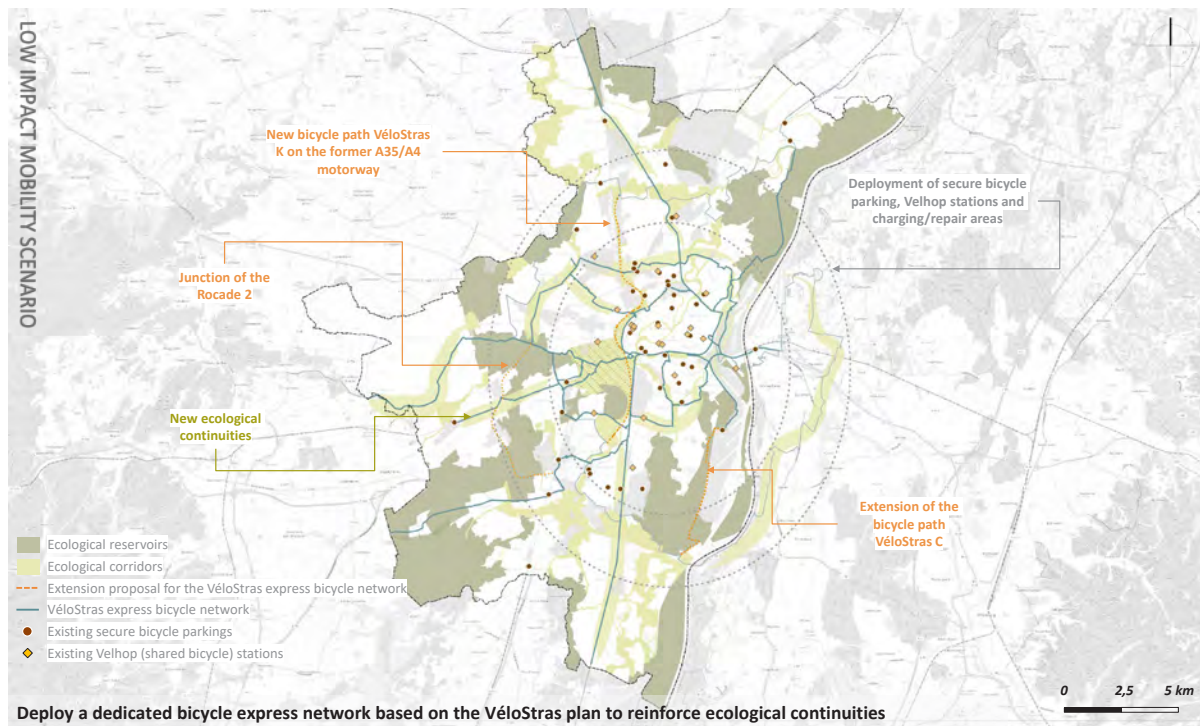 LOW IMPACT MOBILITY SCENARIO
New bicycle path VéloStras
K on the former A35/A4
motorway
Deployment of secure bicycle
parking, Velhop stations and
charging/repair areas
Junction of the
Rocade 2
New ecological
continuities
Extension of the
bicycle path
VéloStras C
Ecological reservoirs
Ecological corridors
Extension proposal for the VéloStras express bicycle network
VéloStras express bicycle network
Existing secure bicycle parkings
Existing Velhop (shared bicycle) stations
0 2,5 5 km
Deploy a dedicated bicycle express network based on the VéloStras plan to reinforce ecological continuities